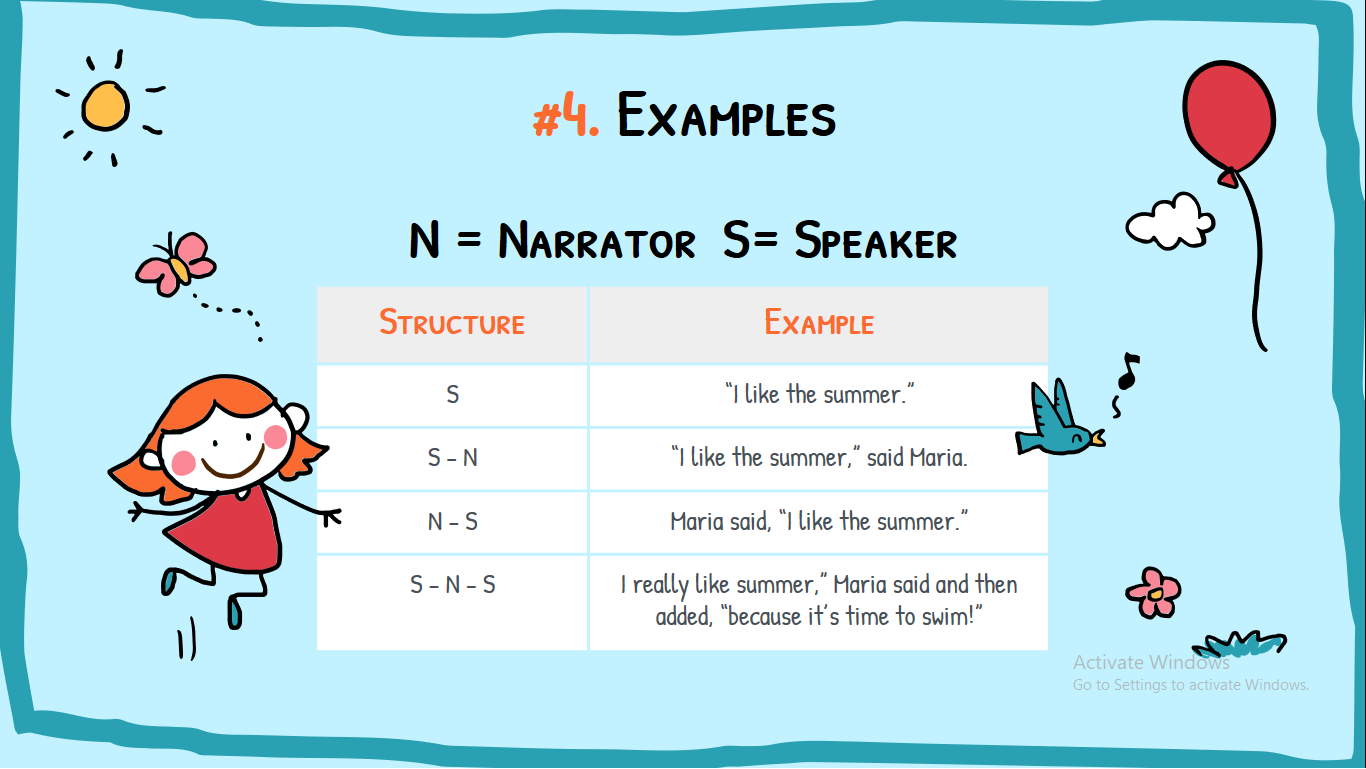 #4. Examples
N = Narrator S= Speaker
Structure Example
S “I like the summer.”
S – N “I like the summer,” said Maria.
N – S Maria said, “I like the summer.”
S – N – S I really like summer,” Maria said and then
added, “because it’s time to swim!”
Activate Windows
Go to Settings to activate Windows.